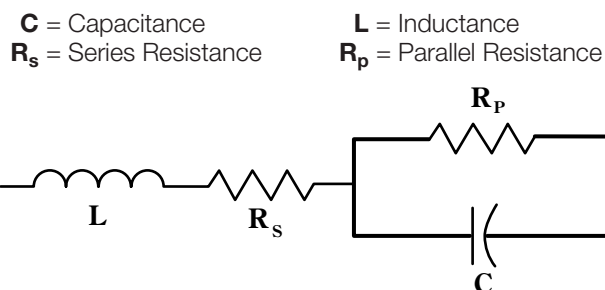 C = Capacitance L = Inductance
Rs = Series Resistance Rp = Parallel Resistance
RP
L
RS
C